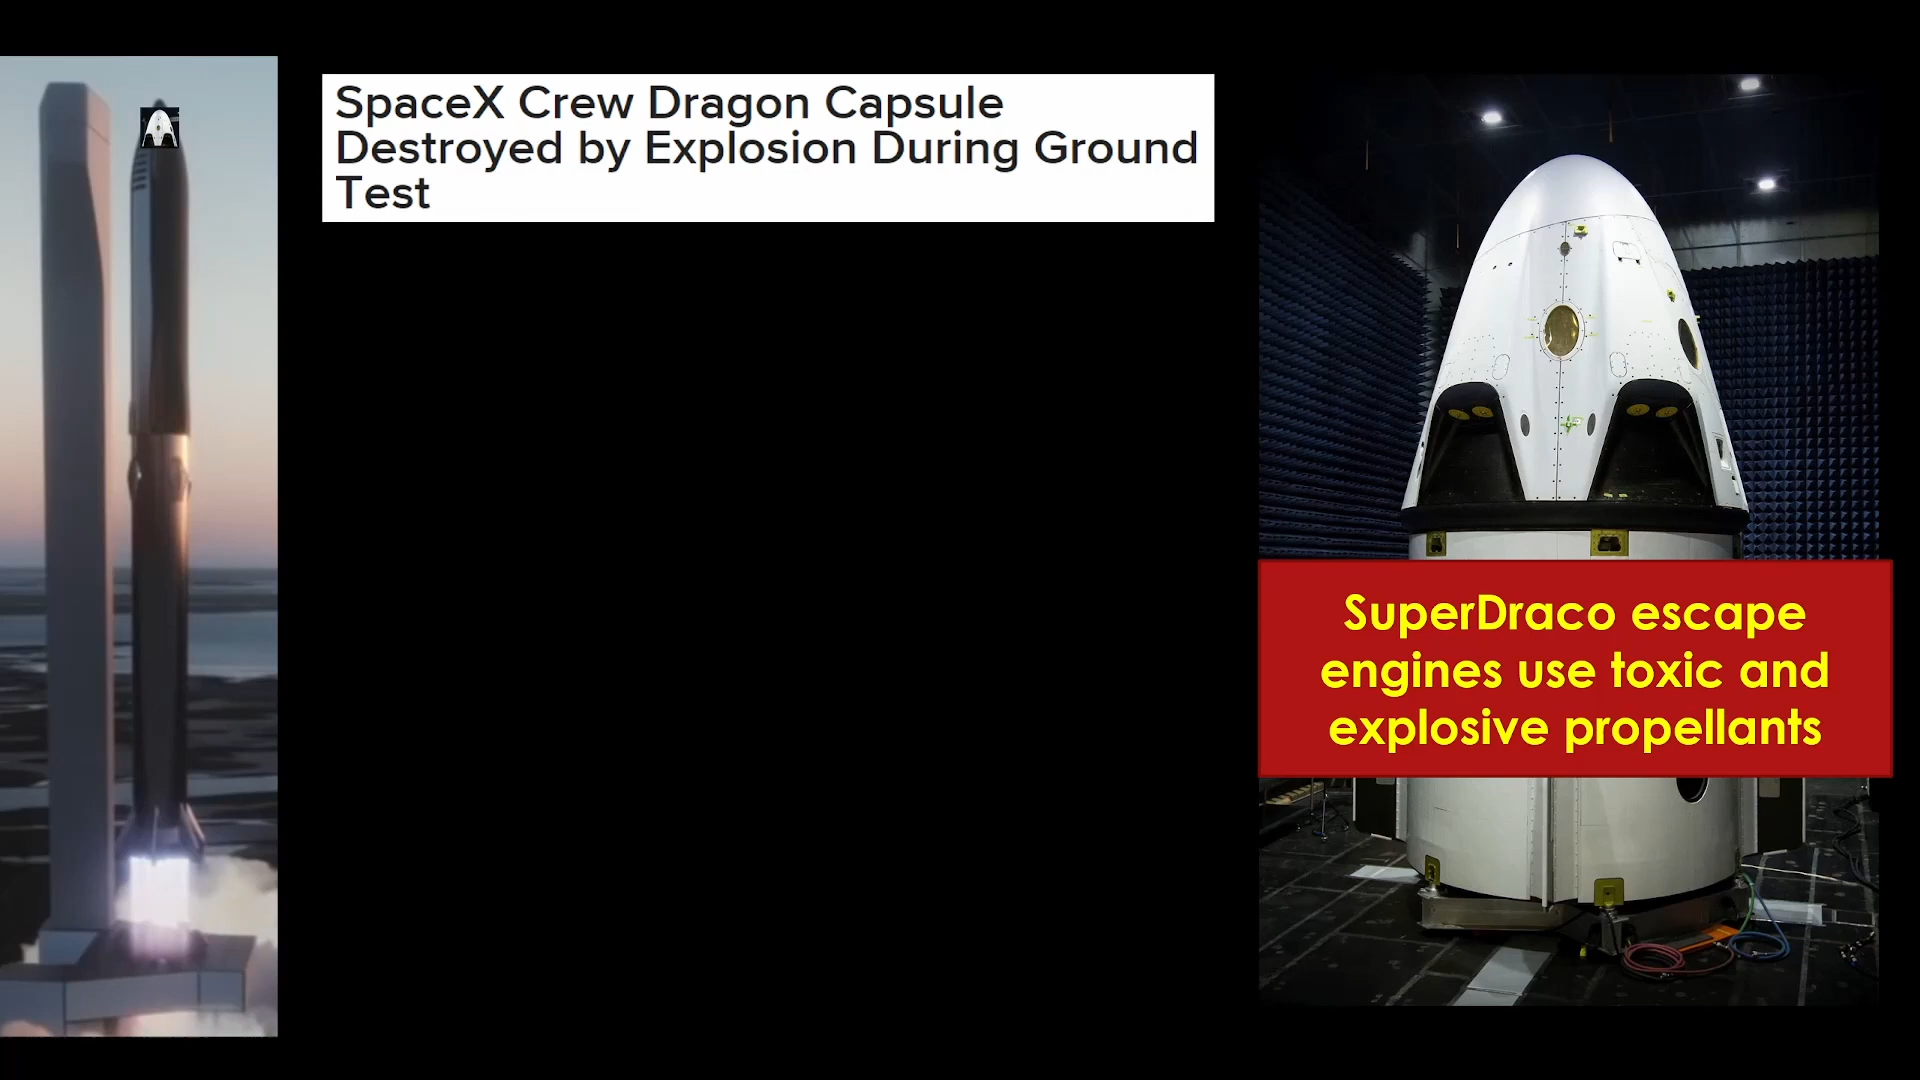 SpaceX Crew Dragon Capsule
Destroyed by Explosion During Ground
Test
SuperDraco escape
engines use toxic and
explosive propellants